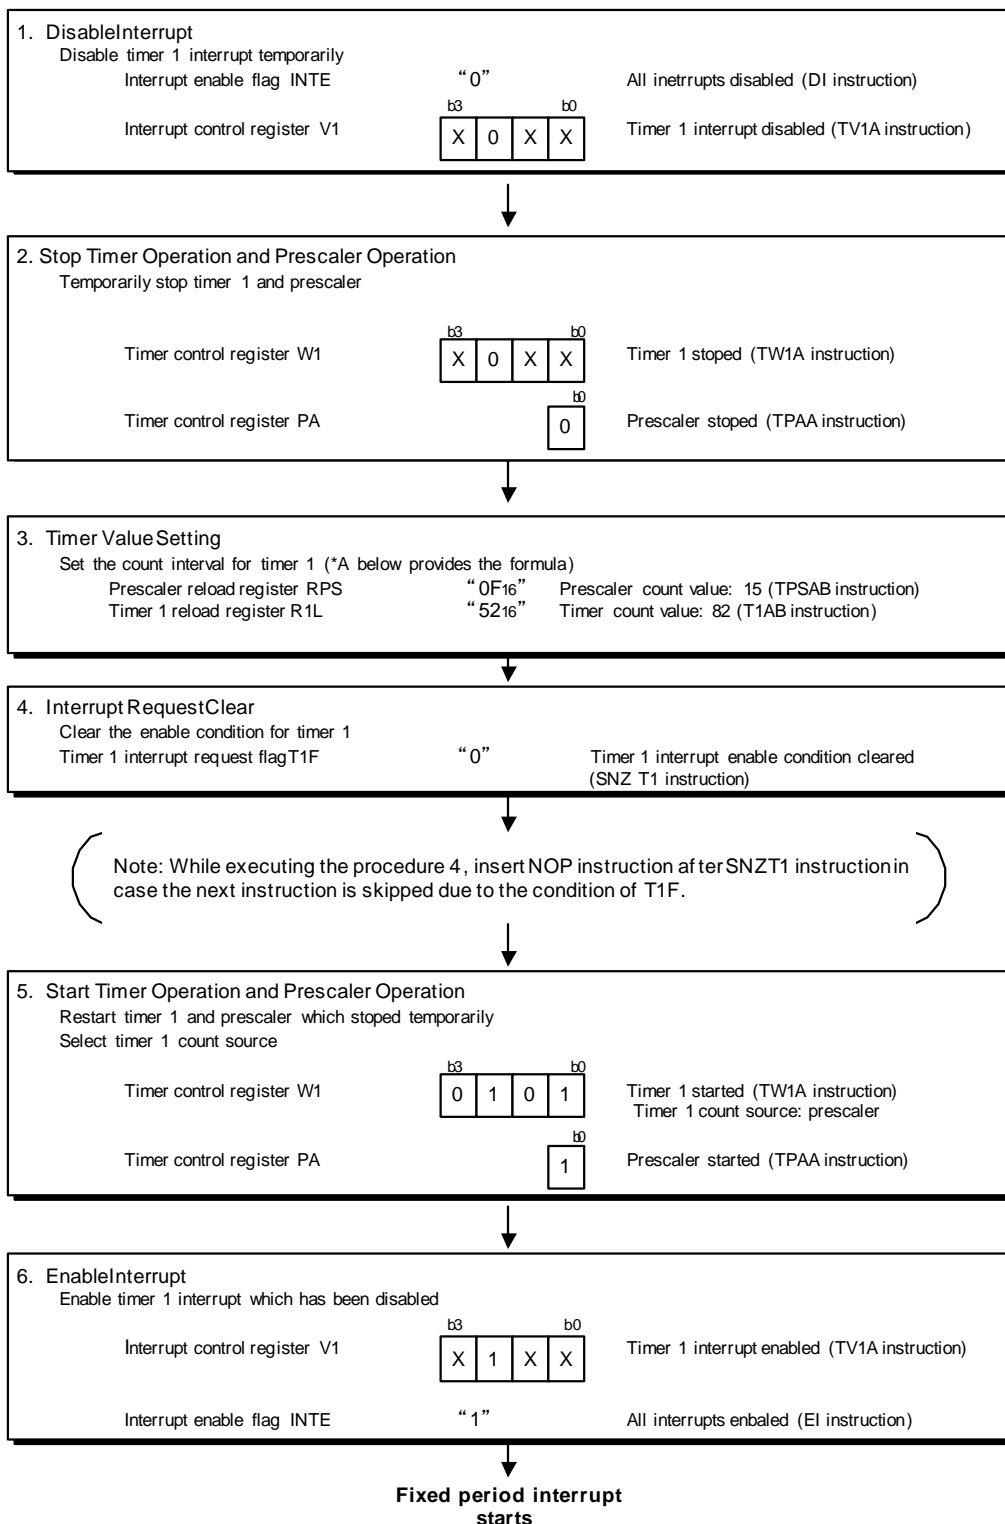 1. DisableInterrupt
Disable timer 1 interrupt temporarily
Interrupt enable flag INTE “0” All inetrrupts disabled (DI instruction)
b3 b0
Interrupt control register V1 X 0 X X Timer 1 interrupt disabled (TV1A instruction)
2. Stop Timer Operation and Prescaler Operation
Temporarily stop timer 1 and prescaler
b3 b0
Timer control register W1 X 0 X X Timer 1 stoped (TW1A instruction)
b0
Timer control register PA 0 Prescaler stoped (TPAA instruction)
3. Timer Value Setting
Set the count interval for timer 1 (*A below provides the formula)
Prescaler reload register RPS “0F16” Prescaler count value: 15 (TPSAB instruction)
Timer 1 reload register R1L “5216” Timer count value: 82 (T1AB instruction)
4. Interrupt RequestClear
Clear the enable condition for timer 1
Timer 1 interrupt request flag T1F “0” Timer 1 interrupt enable condition cleared
(SNZ T1 instruction)
Note: While executing the procedure 4, insert NOP instruction after SNZT1 instruction in
case the next instruction is skipped due to the condition of T1F.
5. Start Timer Operation and Prescaler Operation
Restart timer 1 and prescaler which stoped temporarily
Select timer 1 count source
b3 b0
Timer control register W1 0 1 0 1 Timer 1 started (TW1A instruction)
Timer 1 count source: prescaler
b0
Timer control register PA 1 Prescaler started (TPAA instruction)
6. EnableInterrupt
Enable timer 1 interrupt which has been disabled
b3 b0
Interrupt control register V1 X 1 X X Timer 1 interrupt enabled (TV1A instruction)
Interrupt enable flag INTE “1” All interrupts enbaled (EI instruction)
Fixed period interrupt
starts